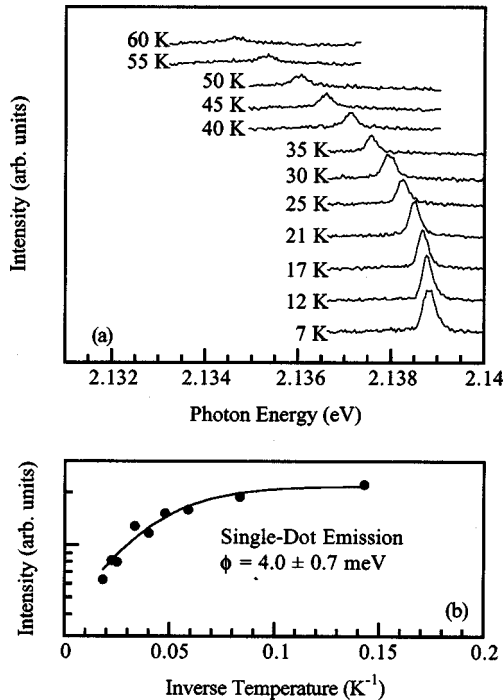 Intensity (arb. units)
60 K
55 K
50 K
45 K
40 K
35 K
30 K
25 K
21 K
17 K
12 K
7 K
(a)
2.132 2.134 2.136 2.138 2.14
Photon Energy (eV)
Intensity (arb. units)
Single-Dot Emission
ϕ = 4.0 ± 0.7 meV
(b)
0 0.05 0.1 0.15 0.2
Inverse Temperature (K⁻¹)